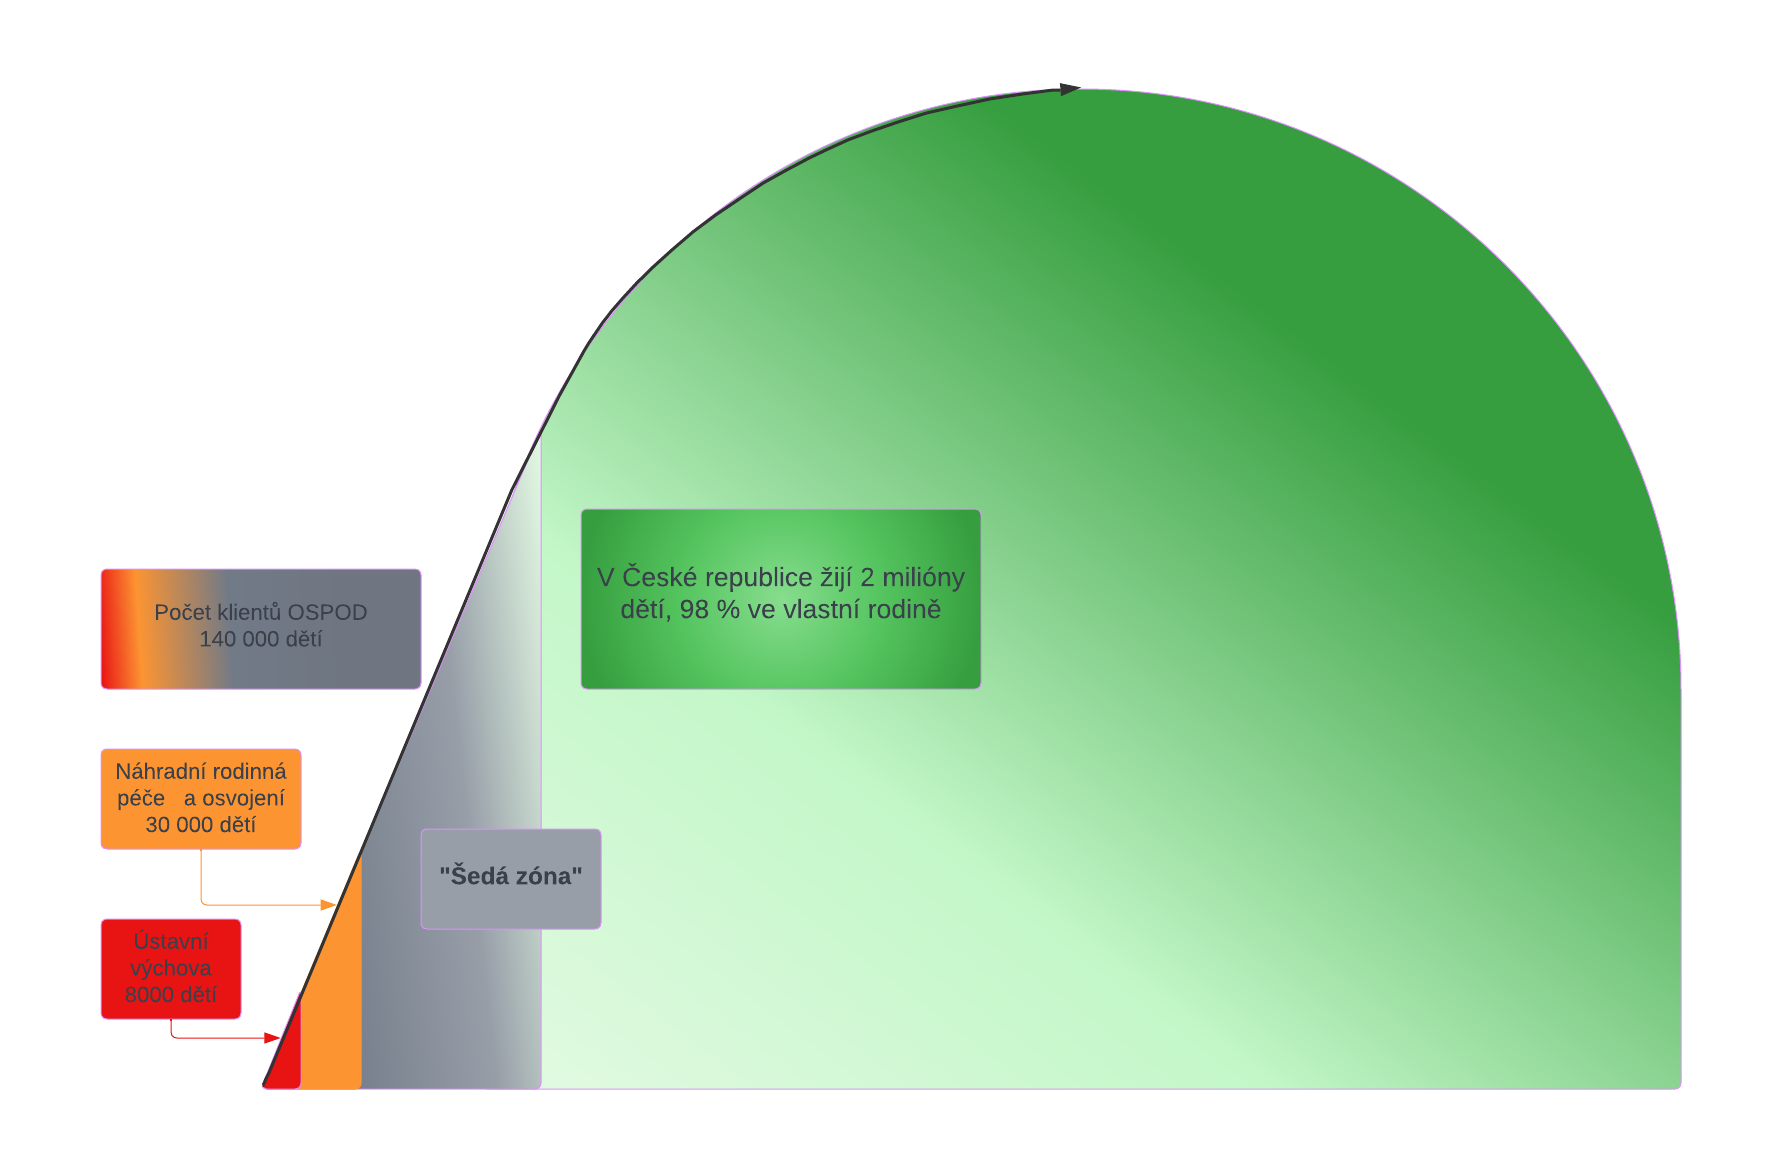 V České republice žijí 2 milióny
dětí, 98 % ve vlastní rodině
Počet klientů OSPOD
140 000 dětí
Náhradní rodinná
péče   a osvojení
30 000 dětí
"Šedá zóna"
Ústavní
výchova
8000 dětí